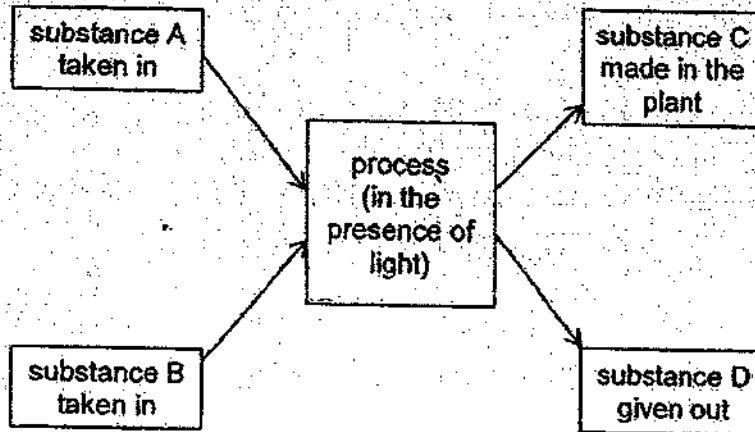 substance A
taken in
substance C
made in the
plant
process
(in the
presence of
light)
substance B
taken in
substance D
given out